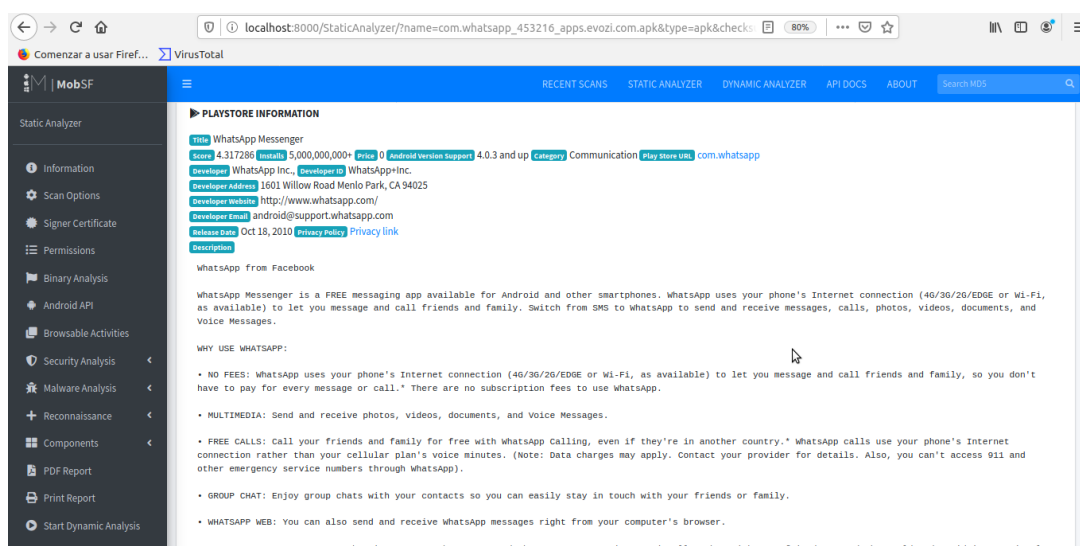 localhost:8000/StaticAnalyzer/?name=com.whatsapp_453216_apps.evozi.com.apk&type=apk&checks
80%
Comenzar a usar Firef...
VirusTotal
MobSF
RECENT SCANS
STATIC ANALYZER
DYNAMIC ANALYZER
API DOCS
ABOUT
Search MD5
Static Analyzer
Information
Scan Options
Signer Certificate
Permissions
Binary Analysis
Android API
Browsable Activities
Security Analysis
Malware Analysis
Reconnaissance
Components
PDF Report
Print Report
Start Dynamic Analysis
PLAYSTORE INFORMATION
Title WhatsApp Messenger
Score 4.317286 Installs 5,000,000,000+ Price 0 Android Version Support 4.0.3 and up Category Communication Play Store URL com.whatsapp
Developer WhatsApp Inc., Developer ID WhatsApp+Inc.
Developer Address 1601 Willow Road Menlo Park, CA 94025
Developer Website http://www.whatsapp.com/
Developer Email android@support.whatsapp.com
Release Date Oct 18, 2010 Privacy Policy Privacy link
Description
WhatsApp from Facebook
WhatsApp Messenger is a FREE messaging app available for Android and other smartphones. WhatsApp uses your phone's Internet connection (4G/3G/2G/EDGE or Wi-Fi,
as available) to let you message and call friends and family. Switch from SMS to WhatsApp to send and receive messages, calls, photos, videos, documents, and
Voice Messages.
WHY USE WHATSAPP:
• NO FEES: WhatsApp uses your phone's Internet connection (4G/3G/2G/EDGE or Wi-Fi, as available) to let you message and call friends and family, so you don't
have to pay for every message or call.* There are no subscription fees to use WhatsApp.
• MULTIMEDIA: Send and receive photos, videos, documents, and Voice Messages.
• FREE CALLS: Call your friends and family for free with WhatsApp Calling, even if they're in another country.* WhatsApp calls use your phone's Internet
connection rather than your cellular plan's voice minutes. (Note: Data charges may apply. Contact your provider for details. Also, you can't access 911 and
other emergency service numbers through WhatsApp).
• GROUP CHAT: Enjoy group chats with your contacts so you can easily stay in touch with your friends or family.
• WHATSAPP WEB: You can also send and receive WhatsApp messages right from your computer's browser.